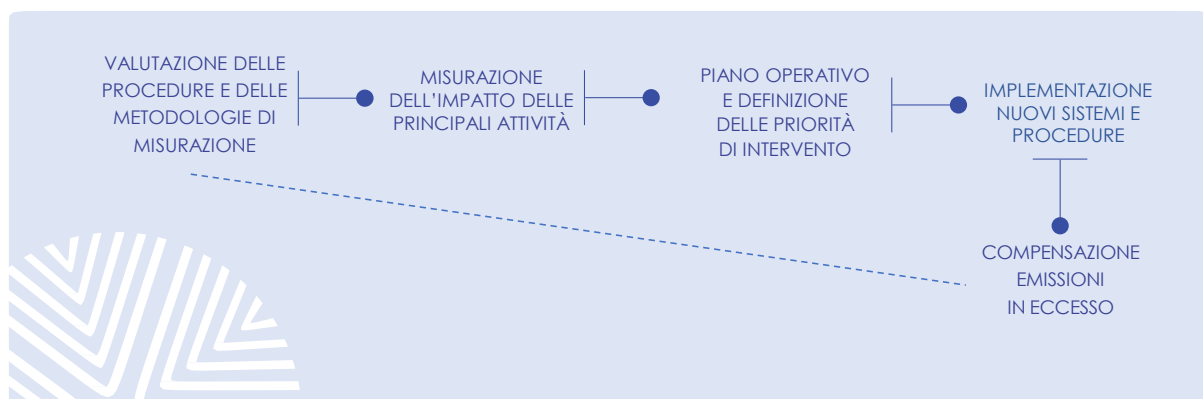 VALUTAZIONE DELLE
PROCEDURE E DELLE
METODOLOGIE DI
MISURAZIONE
MISURAZIONE
DELL'IMPATTO DELLE
PRINCIPALI ATTIVITÀ
PIANO OPERATIVO
E DEFINIZIONE
DELLE PRIORITÀ
DI INTERVENTO
IMPLEMENTAZIONE
NUOVI SISTEMI E
PROCEDURE
COMPENSAZIONE
EMISSIONI
IN ECCESSO